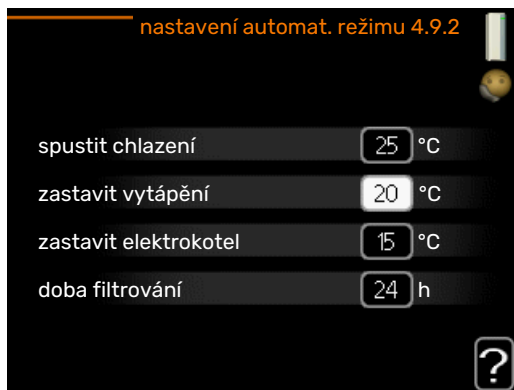 nastavení automat. režimu 4.9.2
spustit chlazení 25 °C
zastavit vytápění 20 °C
zastavit elektrokotel 15 °C
doba filtrování 24 h
?